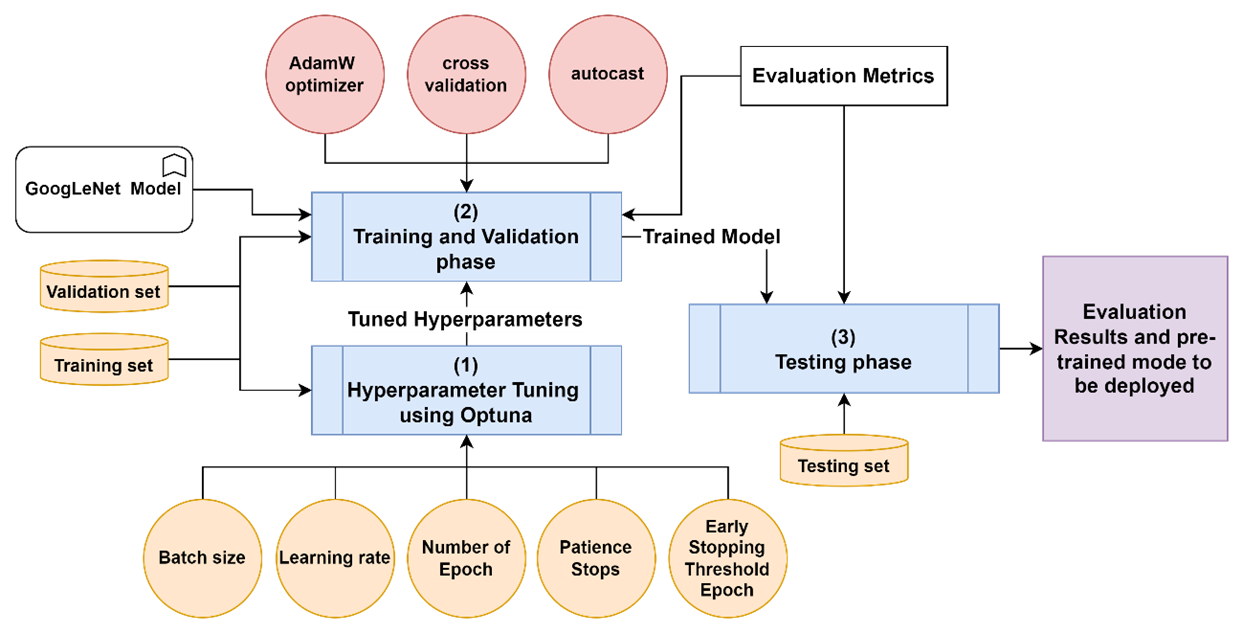 AdamW
optimizer
cross
validation
autocast
Evaluation Metrics
GoogLeNet Model
(2)
Training and Validation
phase
Trained Model
Validation set
Training set
Tuned Hyperparameters
(1)
Hyperparameter Tuning
using Optuna
(3)
Testing phase
Evaluation
Results and pre-
trained mode to
be deployed
Testing set
Batch size
Learning rate
Number of
Epoch
Patience
Stops
Early
Stopping
Threshold
Epoch